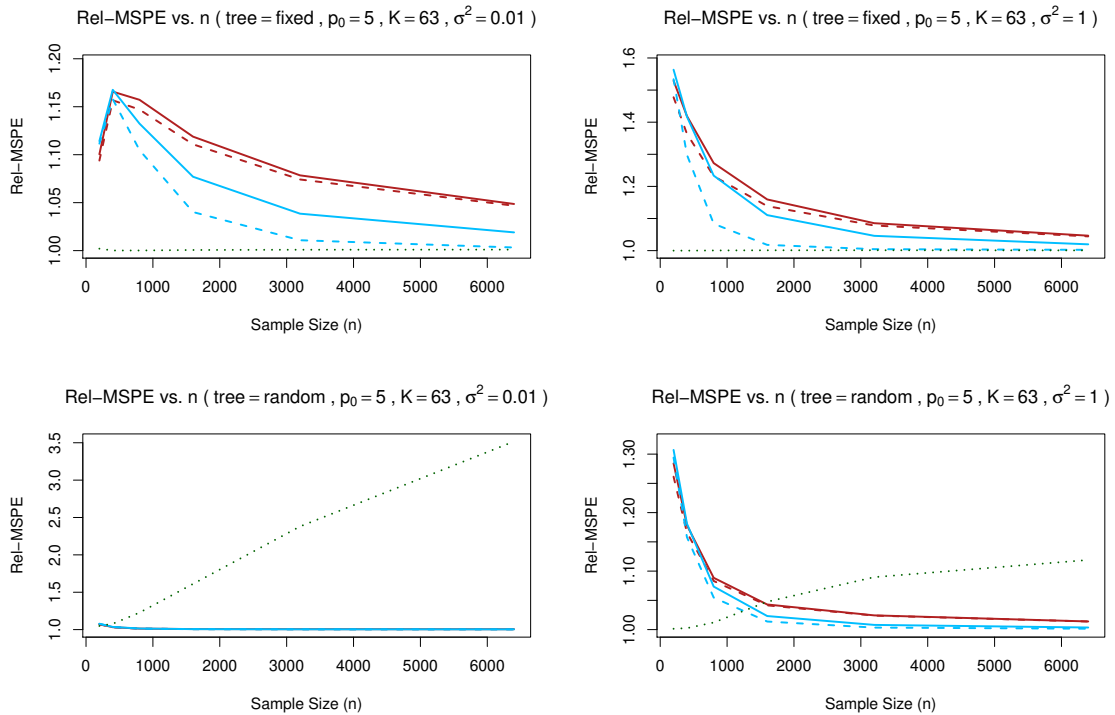 Rel−MSPE vs. n ( tree = fixed , p₀ = 5 , K = 63 , σ² = 0.01 )
Rel−MSPE
1.00 1.05 1.10 1.15 1.20
0 1000 2000 3000 4000 5000 6000
Sample Size (n)
Rel−MSPE vs. n ( tree = fixed , p₀ = 5 , K = 63 , σ² = 1 )
Rel−MSPE
1.0 1.2 1.4 1.6
0 1000 2000 3000 4000 5000 6000
Sample Size (n)
Rel−MSPE vs. n ( tree = random , p₀ = 5 , K = 63 , σ² = 0.01 )
Rel−MSPE
1.0 1.5 2.0 2.5 3.0 3.5
0 1000 2000 3000 4000 5000 6000
Sample Size (n)
Rel−MSPE vs. n ( tree = random , p₀ = 5 , K = 63 , σ² = 1 )
Rel−MSPE
1.00 1.10 1.20 1.30
0 1000 2000 3000 4000 5000 6000
Sample Size (n)